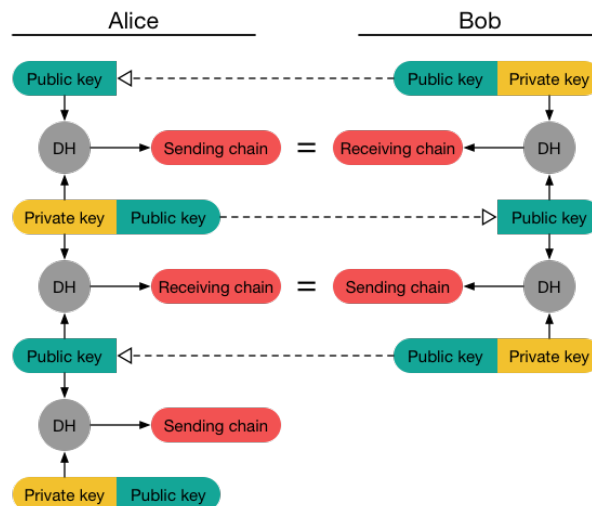 Alice Bob
Public key Public key Private key
DH Sending chain = Receiving chain DH
Private key Public key Public key
DH Receiving chain = Sending chain DH
Public key Public key Private key
DH Sending chain
Private key Public key